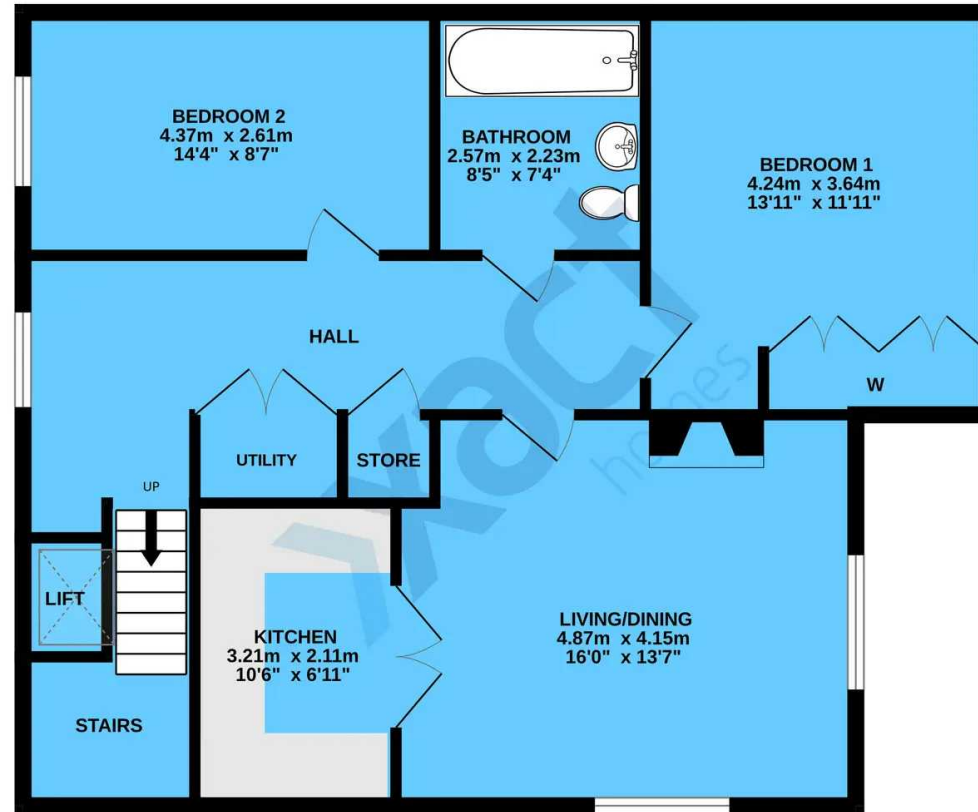 BEDROOM 2
4.37m x 2.61m
14'4" x 8'7"
BATHROOM
2.57m x 2.23m
8'5" x 7'4"
BEDROOM 1
4.24m x 3.64m
13'11" x 11'11"
HALL
W
UTILITY
STORE
UP
LIFT
KITCHEN
3.21m x 2.11m
10'6" x 6'11"
LIVING/DINING
4.87m x 4.15m
16'0" x 13'7"
STAIRS
xact
homes